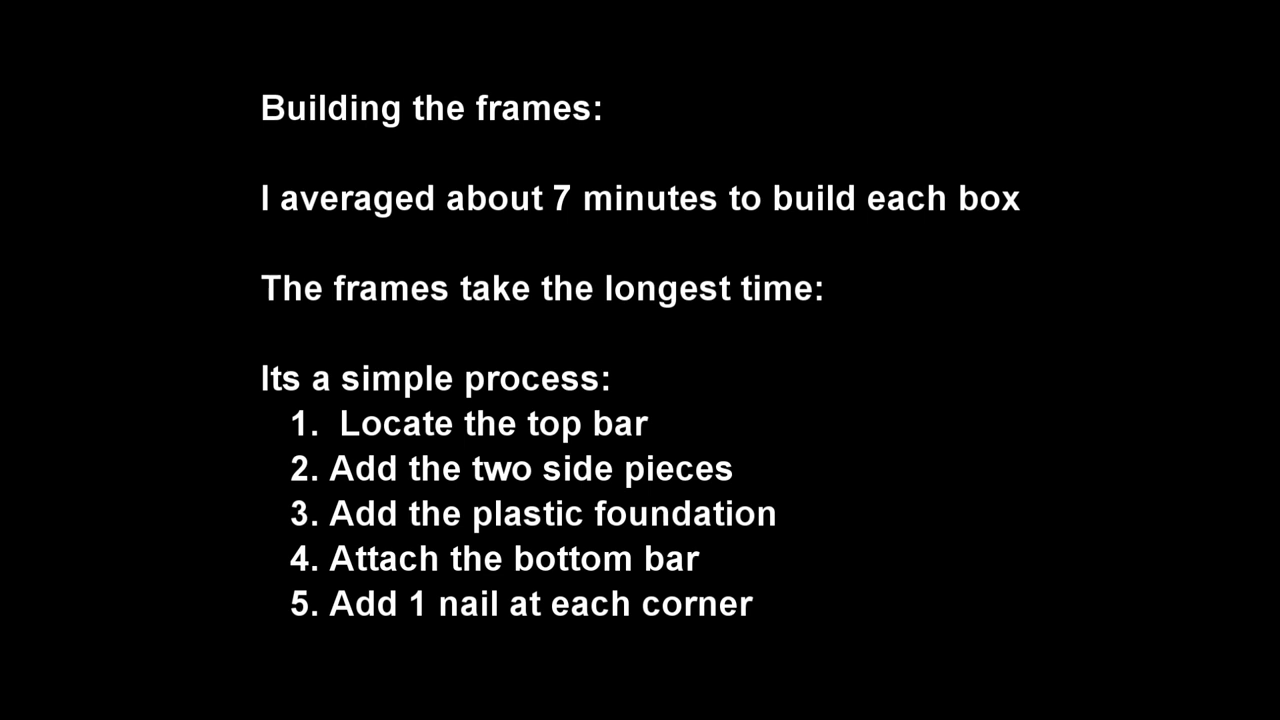 Building the frames:
I averaged about 7 minutes to build each box
The frames take the longest time:
Its a simple process:
1. Locate the top bar
2. Add the two side pieces
3. Add the plastic foundation
4. Attach the bottom bar
5. Add 1 nail at each corner